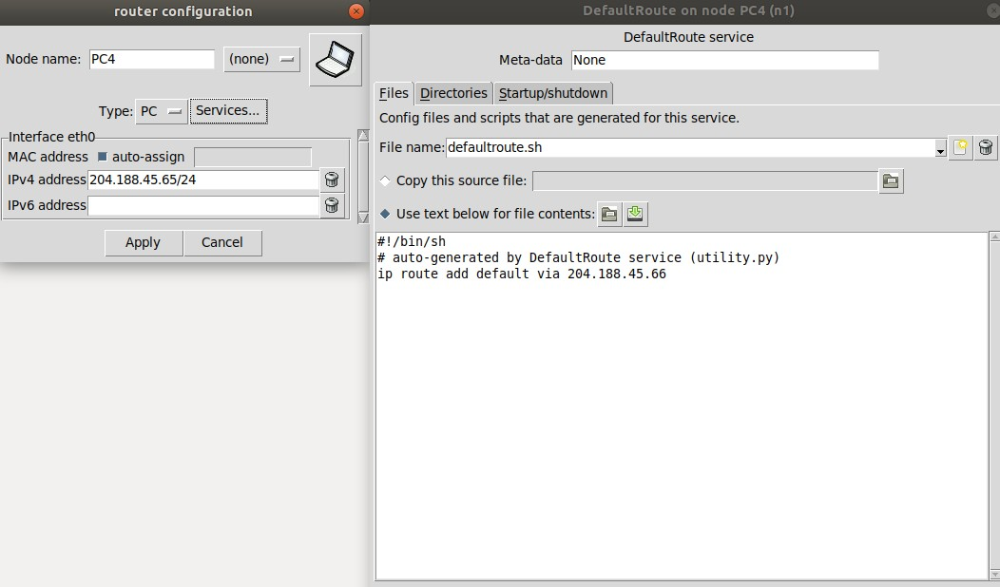 router configuration
Node name: PC4 (none)
Type: PC Services...
Interface eth0
MAC address auto-assign
IPv4 address 204.188.45.65/24
IPv6 address
Apply Cancel
DefaultRoute on node PC4 (n1)
DefaultRoute service
Meta-data None
Files Directories Startup/shutdown
Config files and scripts that are generated for this service.
File name: defaultroute.sh
Copy this source file:
Use text below for file contents:
#!/bin/sh
# auto-generated by DefaultRoute service (utility.py)
ip route add default via 204.188.45.66